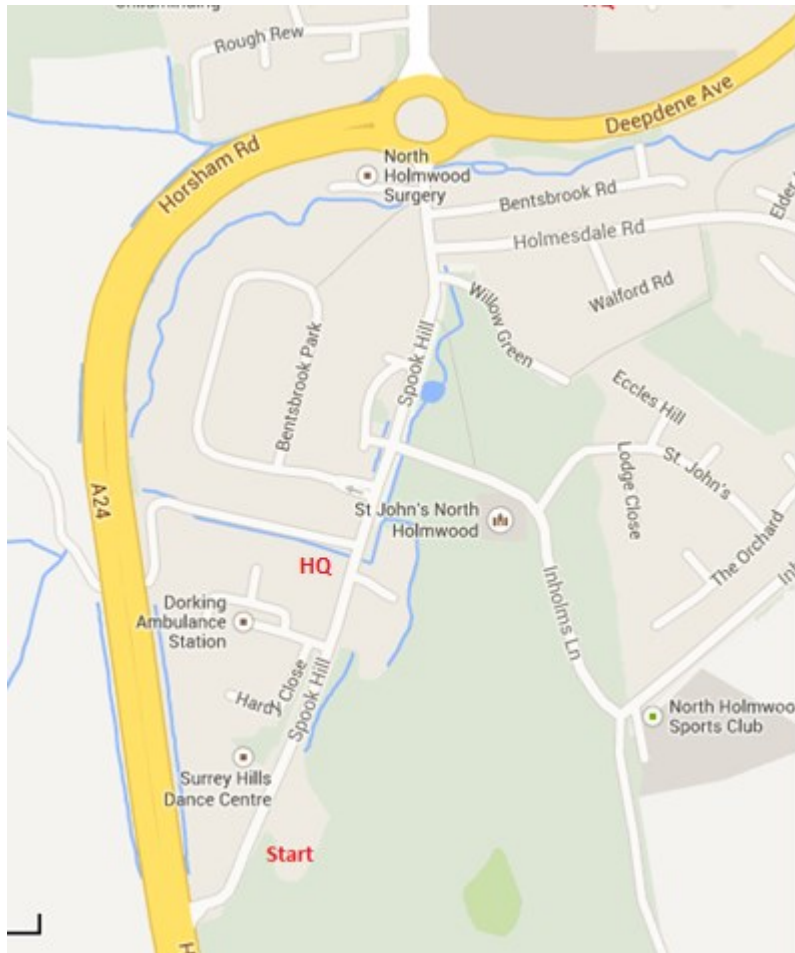 Rough Rew
HQ
Deepdene Ave
Horsham Rd
North
Holmwood
Surgery
Bentsbrook Rd
Holmesdale Rd
Walford Rd
Willow Green
Spook Hill
Bentsbrook Park
Eccles Hill
Lodge Close
St. John's
The Orchard
A24
St John's North
Holmwood
HQ
Inholms Ln
Dorking
Ambulance
Station
Hardy Close
Spook Hill
North Holmwoo
Sports Club
Surrey Hills
Dance Centre
Start
H